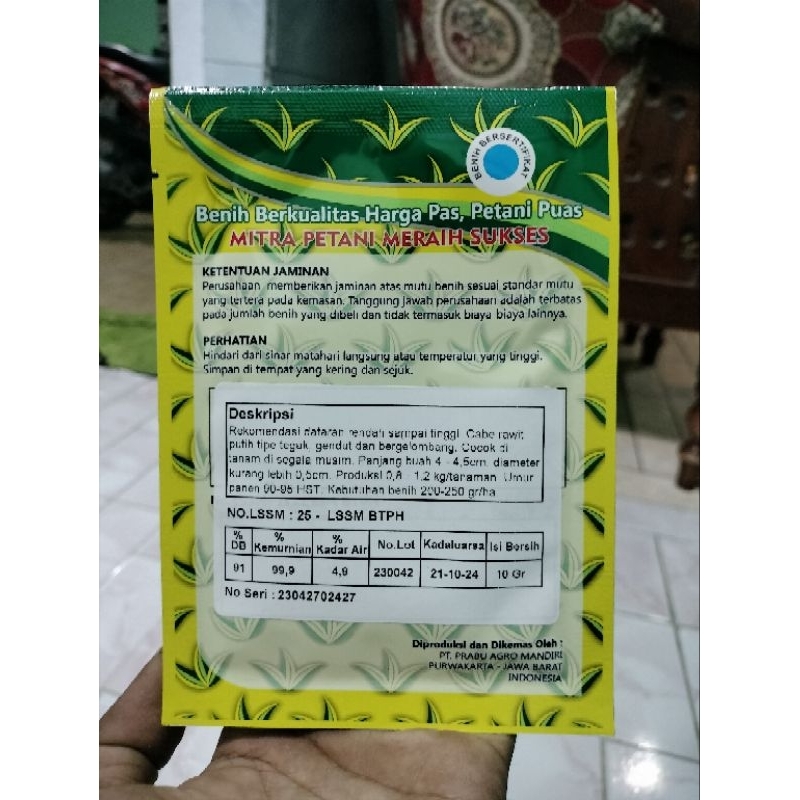 BENIH BERSERTIFIKAT
Benih Berkualitas Harga Pas, Petani Puas
MITRA PETANI MERAIH SUKSES
KETENTUAN JAMINAN
Perusahaan memberikan jaminan atas mutu benih sesuai standar mutu
yang tertera pada kemasan. Tanggung jawab perusahaan adalah terbatas
pada jumlah benih yang dibeli dan tidak termasuk biaya biaya lainnya.
PERHATIAN
Hindari dari sinar matahari langsung atau temperatur yang tinggi.
Simpan di tempat yang kering dan sejuk.
Deskripsi
Rekomendasi dataran rendah sampai tinggi. Cabe rawit
putih tipe teguk, gendut dan bergelombang. Cocok di
tanam di segala musim. Panjang buah 4 - 4,5cm, diameter
kurang lebih 0,5cm. Produksi 0,8 - 1,2 kg/tanaman. Umur
panen 90-95 HST. Kebutuhan benih 200-250 gr/ha
NO.LSSM : 25 - LSSM BTPH
% DB % Kemurnian % Kadar Air No.Lot Kadaluarsa Isi Bersih
91 99,9 4,9 230042 21-10-24 10 Gr
No Seri : 23042702427
Diproduksi dan Dikemas Oleh :
PT. PRABU AGRO MANDIRI
PURWAKARTA - JAWA BARAT
INDONESIA